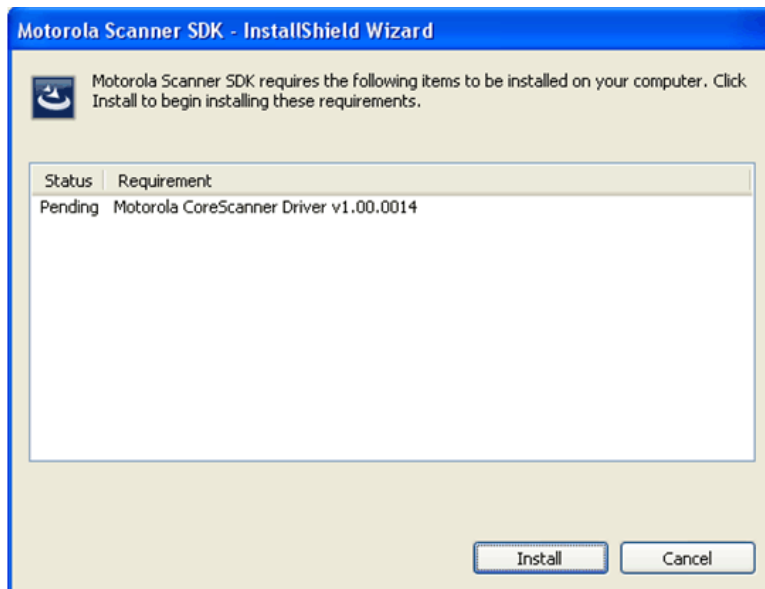 Motorola Scanner SDK - InstallShield Wizard
Motorola Scanner SDK requires the following items to be installed on your computer. Click
Install to begin installing these requirements.
Status Requirement
Pending Motorola CoreScanner Driver v1.00.0014
Install Cancel